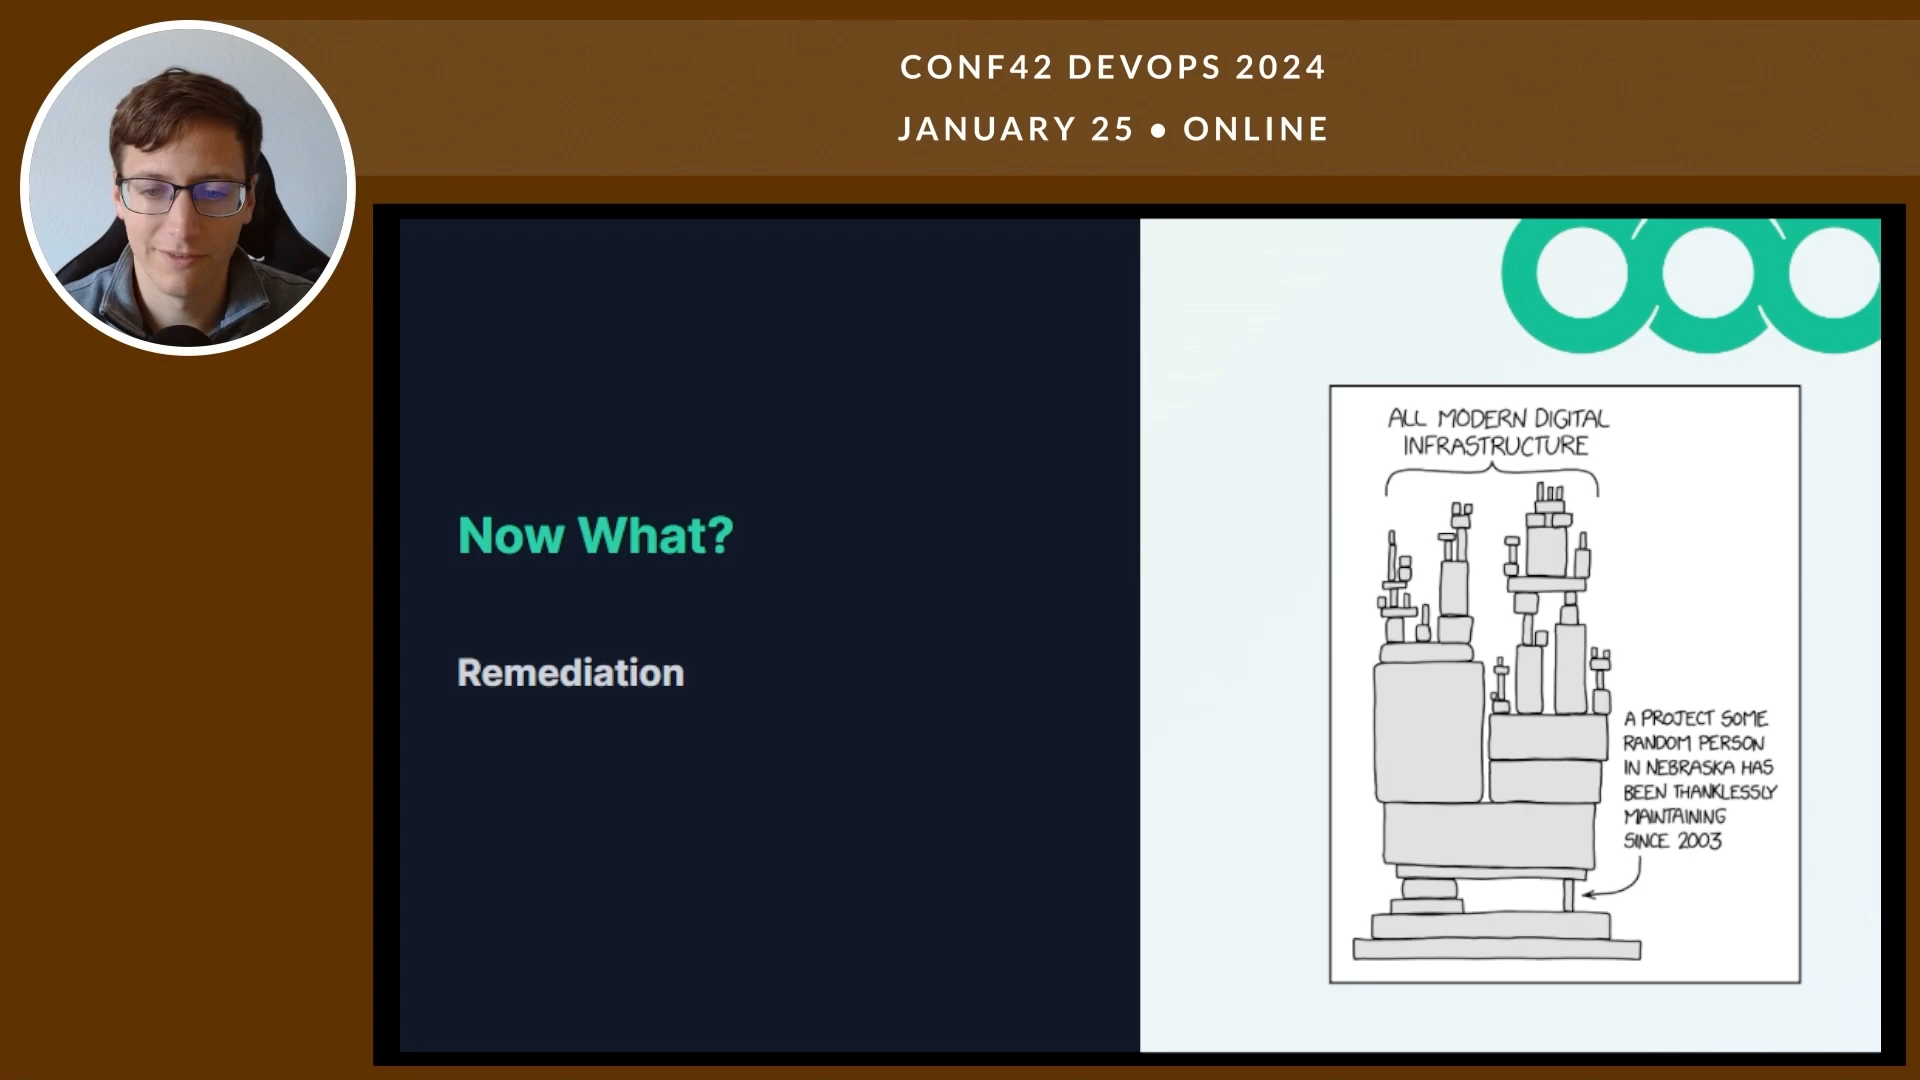 CONF42 DEVOPS 2024
JANUARY 25 • ONLINE
Now What?
Remediation
ALL MODERN DIGITAL
INFRASTRUCTURE
A PROJECT SOME
RANDOM PERSON
IN NEBRASKA HAS
BEEN THANKLESSLY
MAINTAINING
SINCE 2003